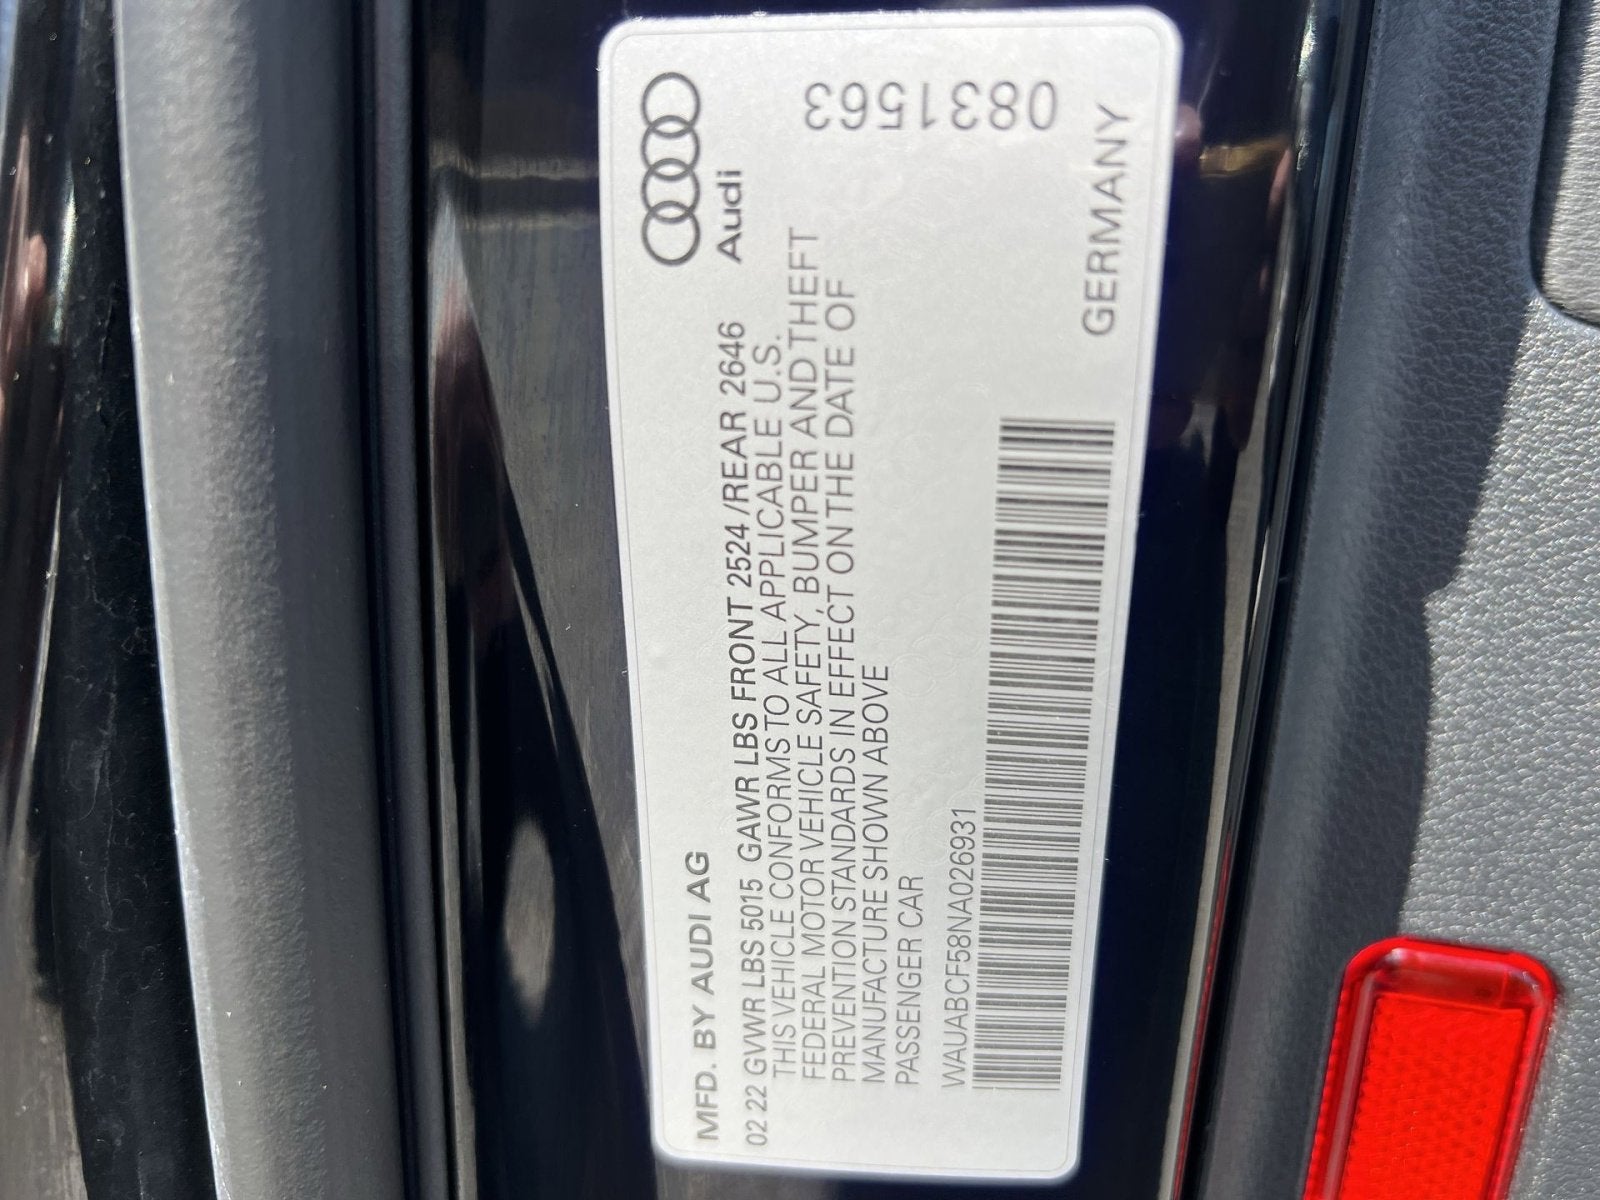 MFD. BY AUDI AG
Audi
02 22 GVWR LBS 5015 GAWR LBS FRONT 2524 /REAR 2646
THIS VEHICLE CONFORMS TO ALL APPLICABLE U.S.
FEDERAL MOTOR VEHICLE SAFETY, BUMPER AND THEFT
PREVENTION STANDARDS IN EFFECT ON THE DATE OF
MANUFACTURE SHOWN ABOVE
PASSENGER CAR
WAUABCF58NA026931
GERMANY
0831563